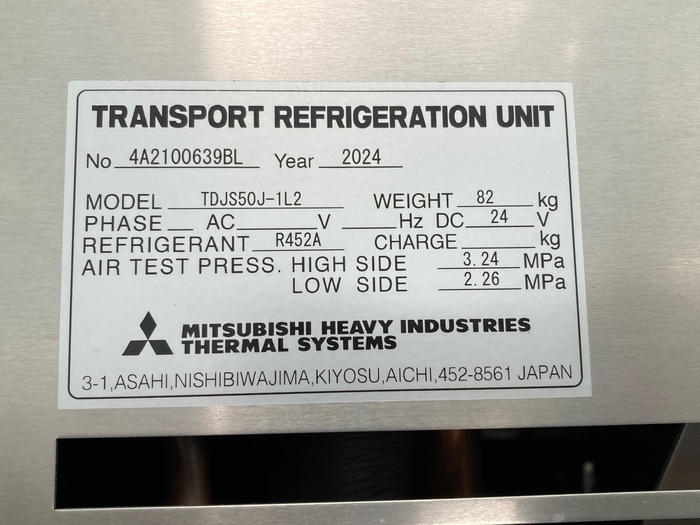 TRANSPORT REFRIGERATION UNIT
No 4A2100639BL Year 2024
MODEL TDJS50J-1L2 WEIGHT 82 kg
PHASE AC V Hz DC 24 V
REFRIGERANT R452A CHARGE kg
AIR TEST PRESS. HIGH SIDE 3.24 MPa
LOW SIDE 2.26 MPa
MITSUBISHI HEAVY INDUSTRIES
THERMAL SYSTEMS
3-1,ASAHI,NISHIBIWAJIMA,KIYOSU,AICHI,452-8561 JAPAN